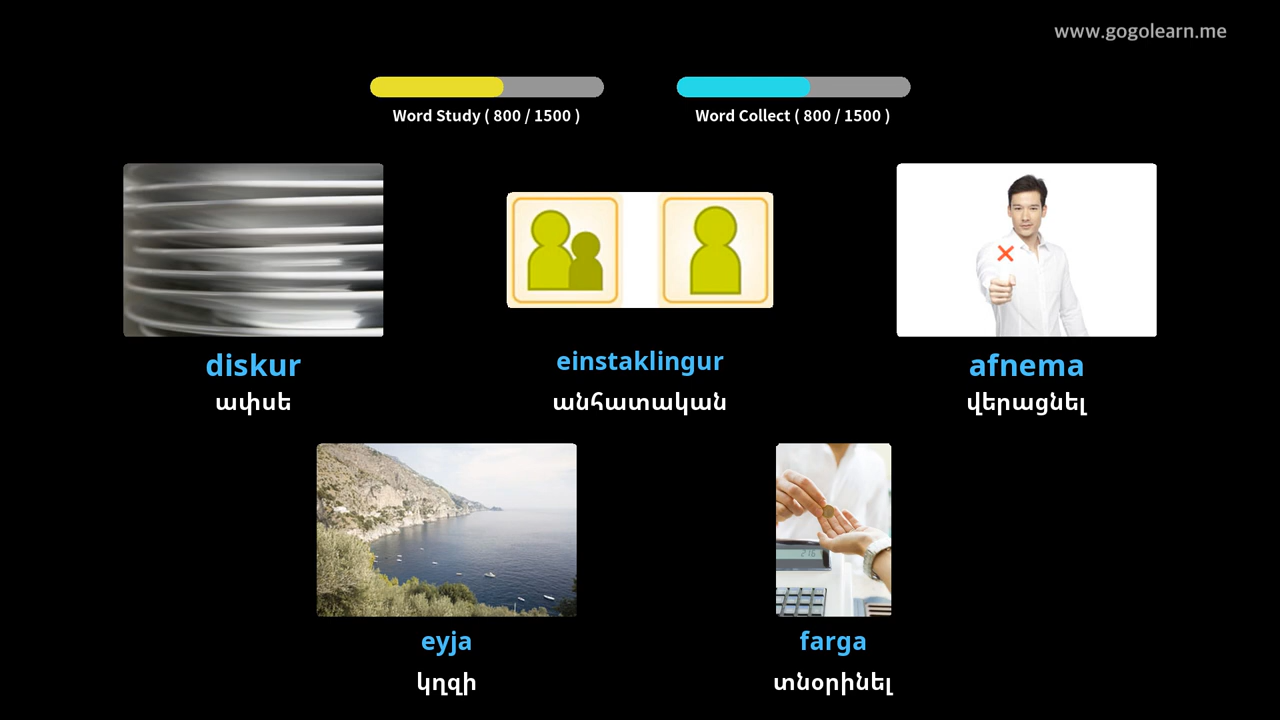 www.gogolearn.me
Word Study ( 800 / 1500 )
Word Collect ( 800 / 1500 )
diskur
ափսե
einstaklingur
անհատական
afnema
վերացնել
eyja
կղզի
farga
տնօրինել